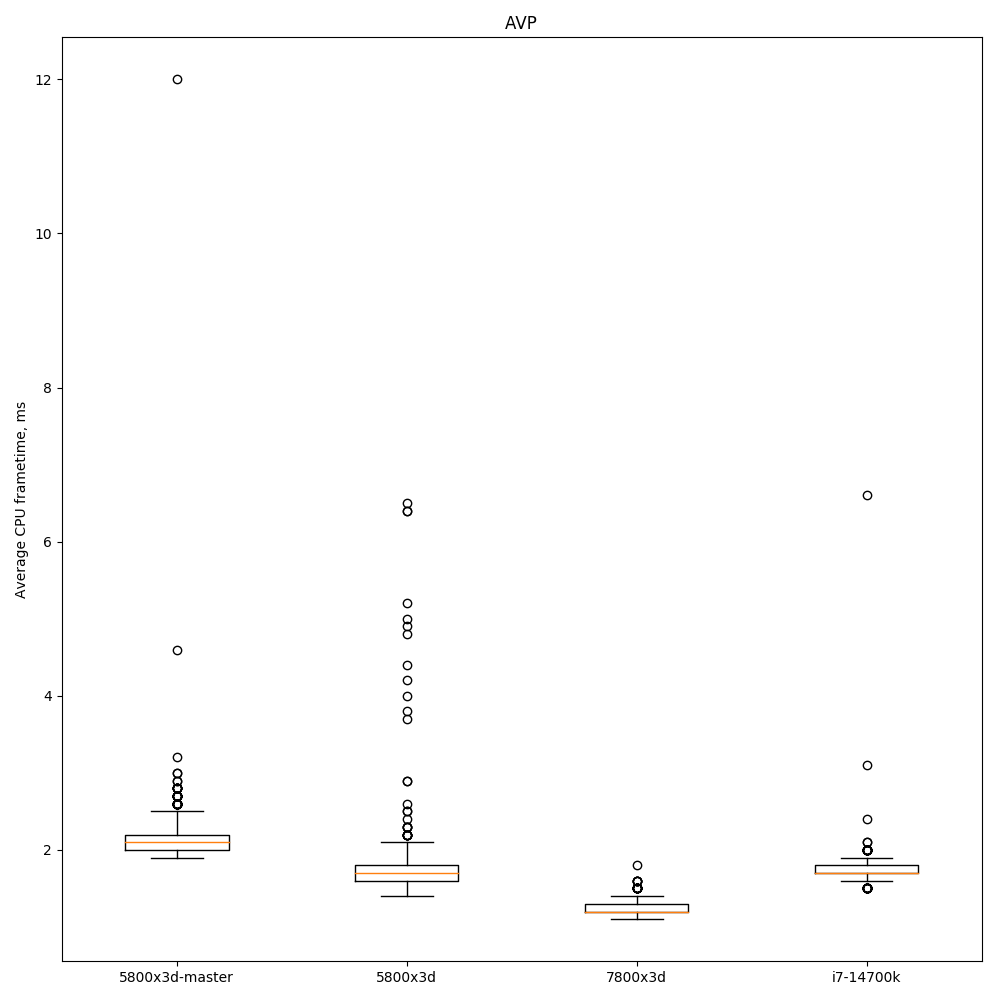 AVP
Average CPU frametime, ms
12
10
8
6
4
2
5800x3d-master
5800x3d
7800x3d
i7-14700k